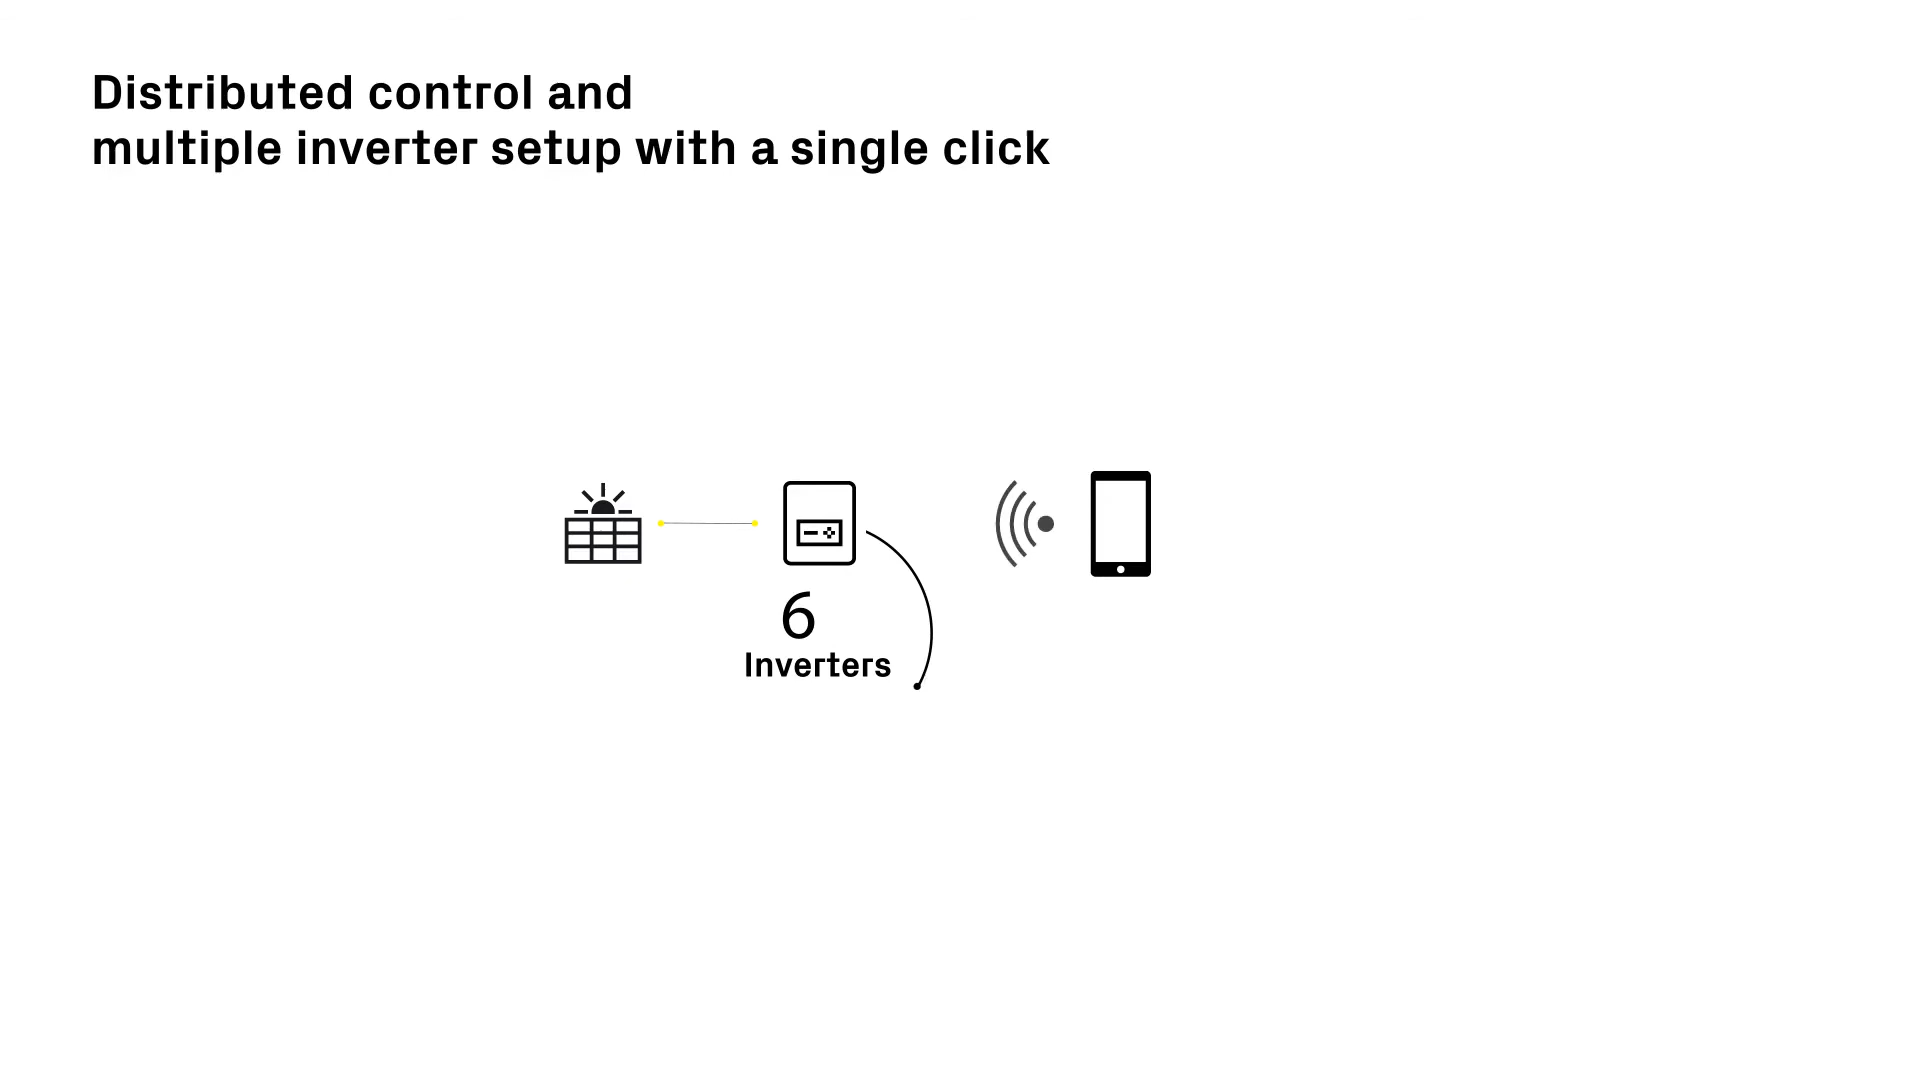 Distributed control and
multiple inverter setup with a single click
6
Inverters